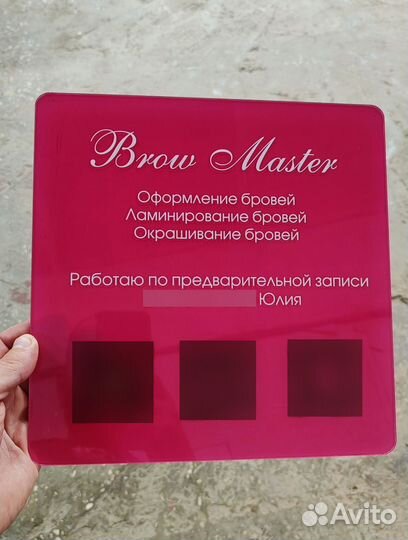 Brow Master
Оформление бровей
Ламинирование бровей
Окрашивание бровей
Работаю по предварительной записи
Юлия
Avito